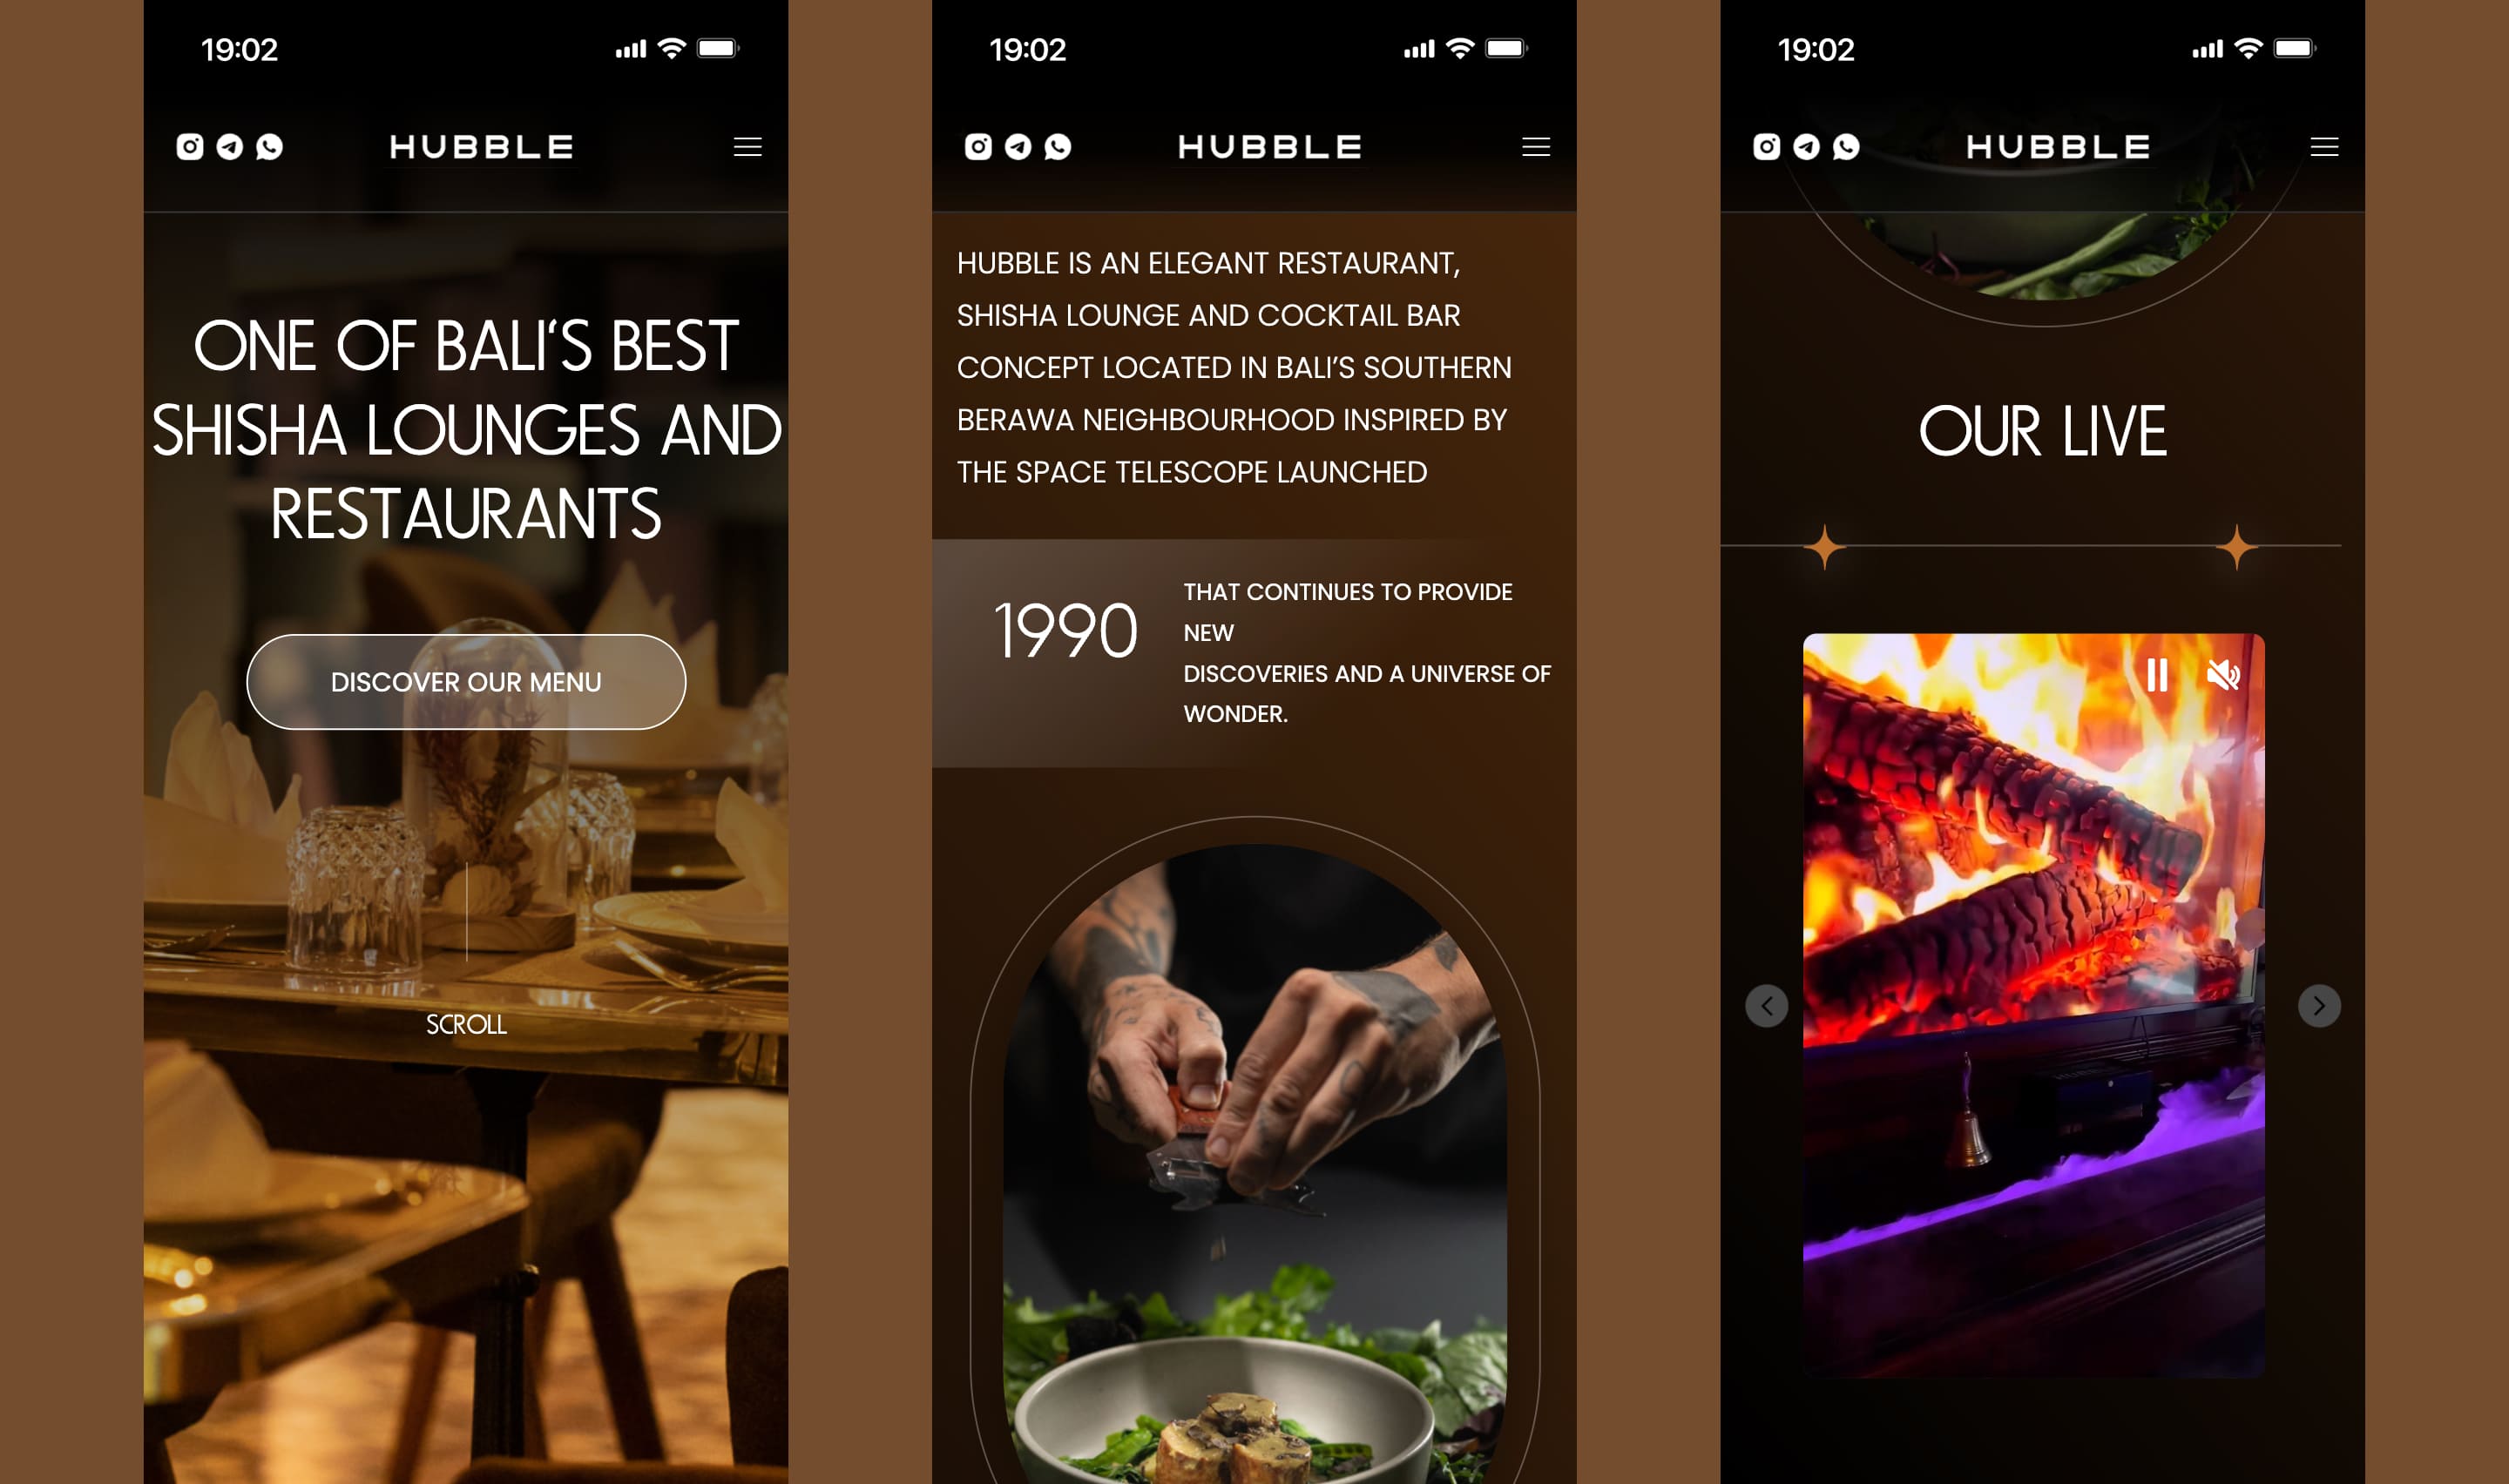 19:02
HUBBLE
ONE OF BALI‘S BEST
SHISHA LOUNGES AND
RESTAURANTS
DISCOVER OUR MENU
SCROLL
19:02
HUBBLE
HUBBLE IS AN ELEGANT RESTAURANT,
SHISHA LOUNGE AND COCKTAIL BAR
CONCEPT LOCATED IN BALI’S SOUTHERN
BERAWA NEIGHBOURHOOD INSPIRED BY
THE SPACE TELESCOPE LAUNCHED
1990
THAT CONTINUES TO PROVIDE
NEW
DISCOVERIES AND A UNIVERSE OF
WONDER.
19:02
HUBBLE
OUR LIVE